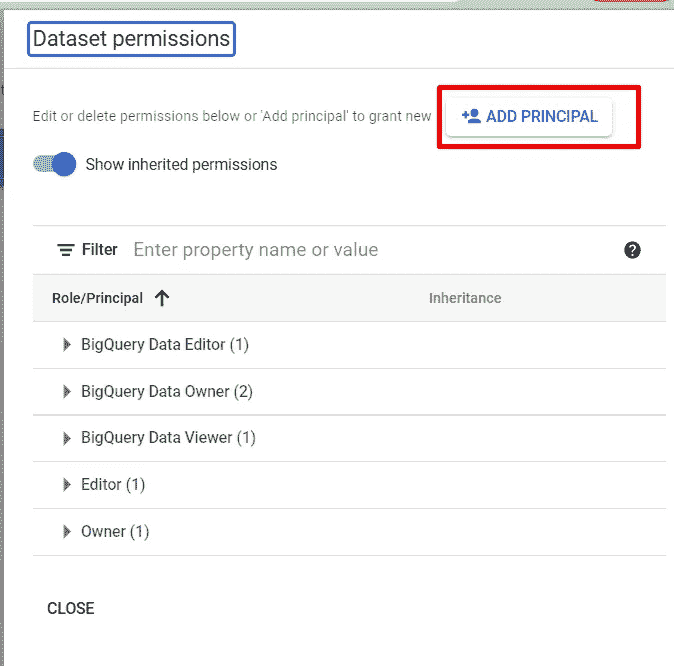 Dataset permissions
Edit or delete permissions below or 'Add principal' to grant new
ADD PRINCIPAL
Show inherited permissions
Filter Enter property name or value
Role/Principal Inheritance
BigQuery Data Editor (1)
BigQuery Data Owner (2)
BigQuery Data Viewer (1)
Editor (1)
Owner (1)
CLOSE